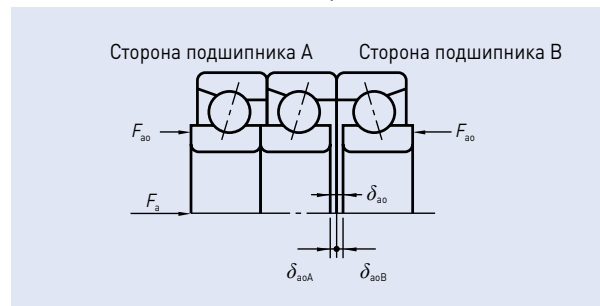 Сторона подшипника A Сторона подшипника B
Fao Fao
δao
Fa
δaoA δaoB